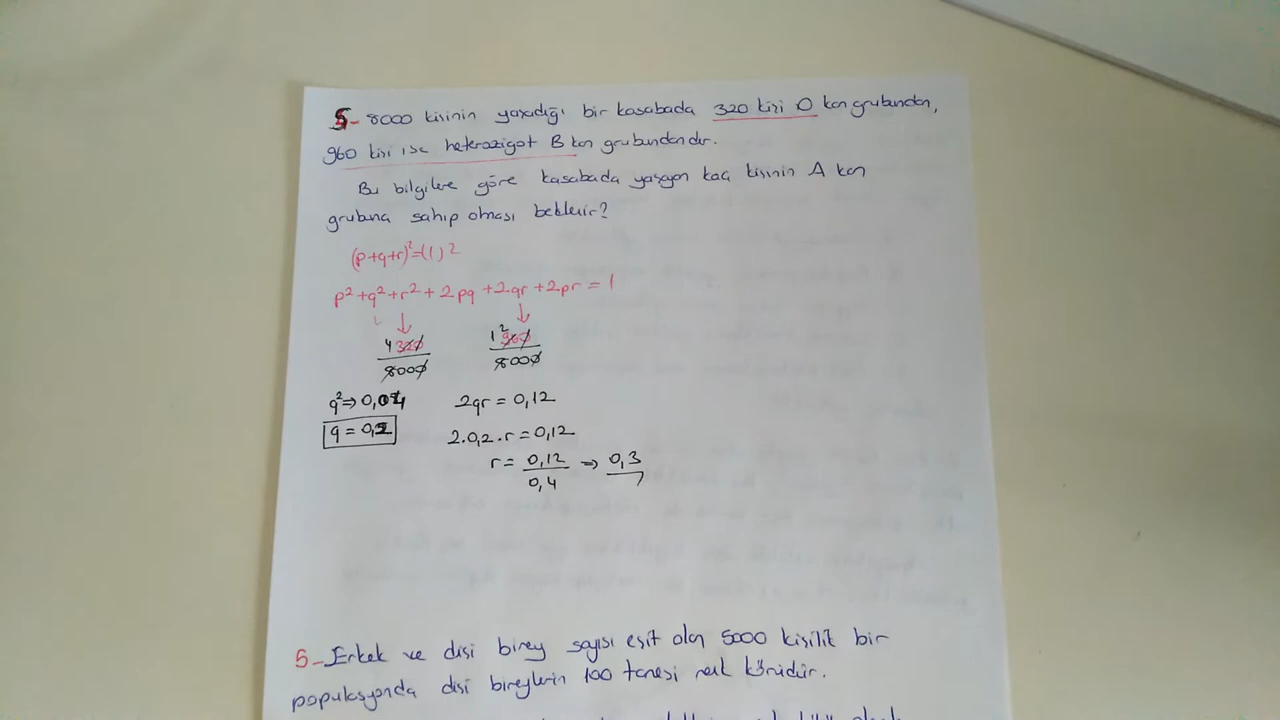 5- 8000 kişinin yaşadığı bir kasabada 320 kişi O kan grubundan,
960 kişi ise heterozigot B kan grubundandır.
Bu bilgilere göre kasabada yaşayan kaç kişinin A kan
grubuna sahip olması beklenir?
(p+q+r)²=(1)²
p²+q²+r²+2pq+2qr+2pr=1
4 320 1 2 960
8000 8000
q²⇒0,04 2qr=0,12
q=0,2 2.0,2.r=0,12
r= 0,12 ⇒ 0,3
0,4
5- Erkek ve dişi birey sayısı eşit olan 5000 kişilik bir
populasyonda dişi bireylerin 100 tanesi renk körüdür.